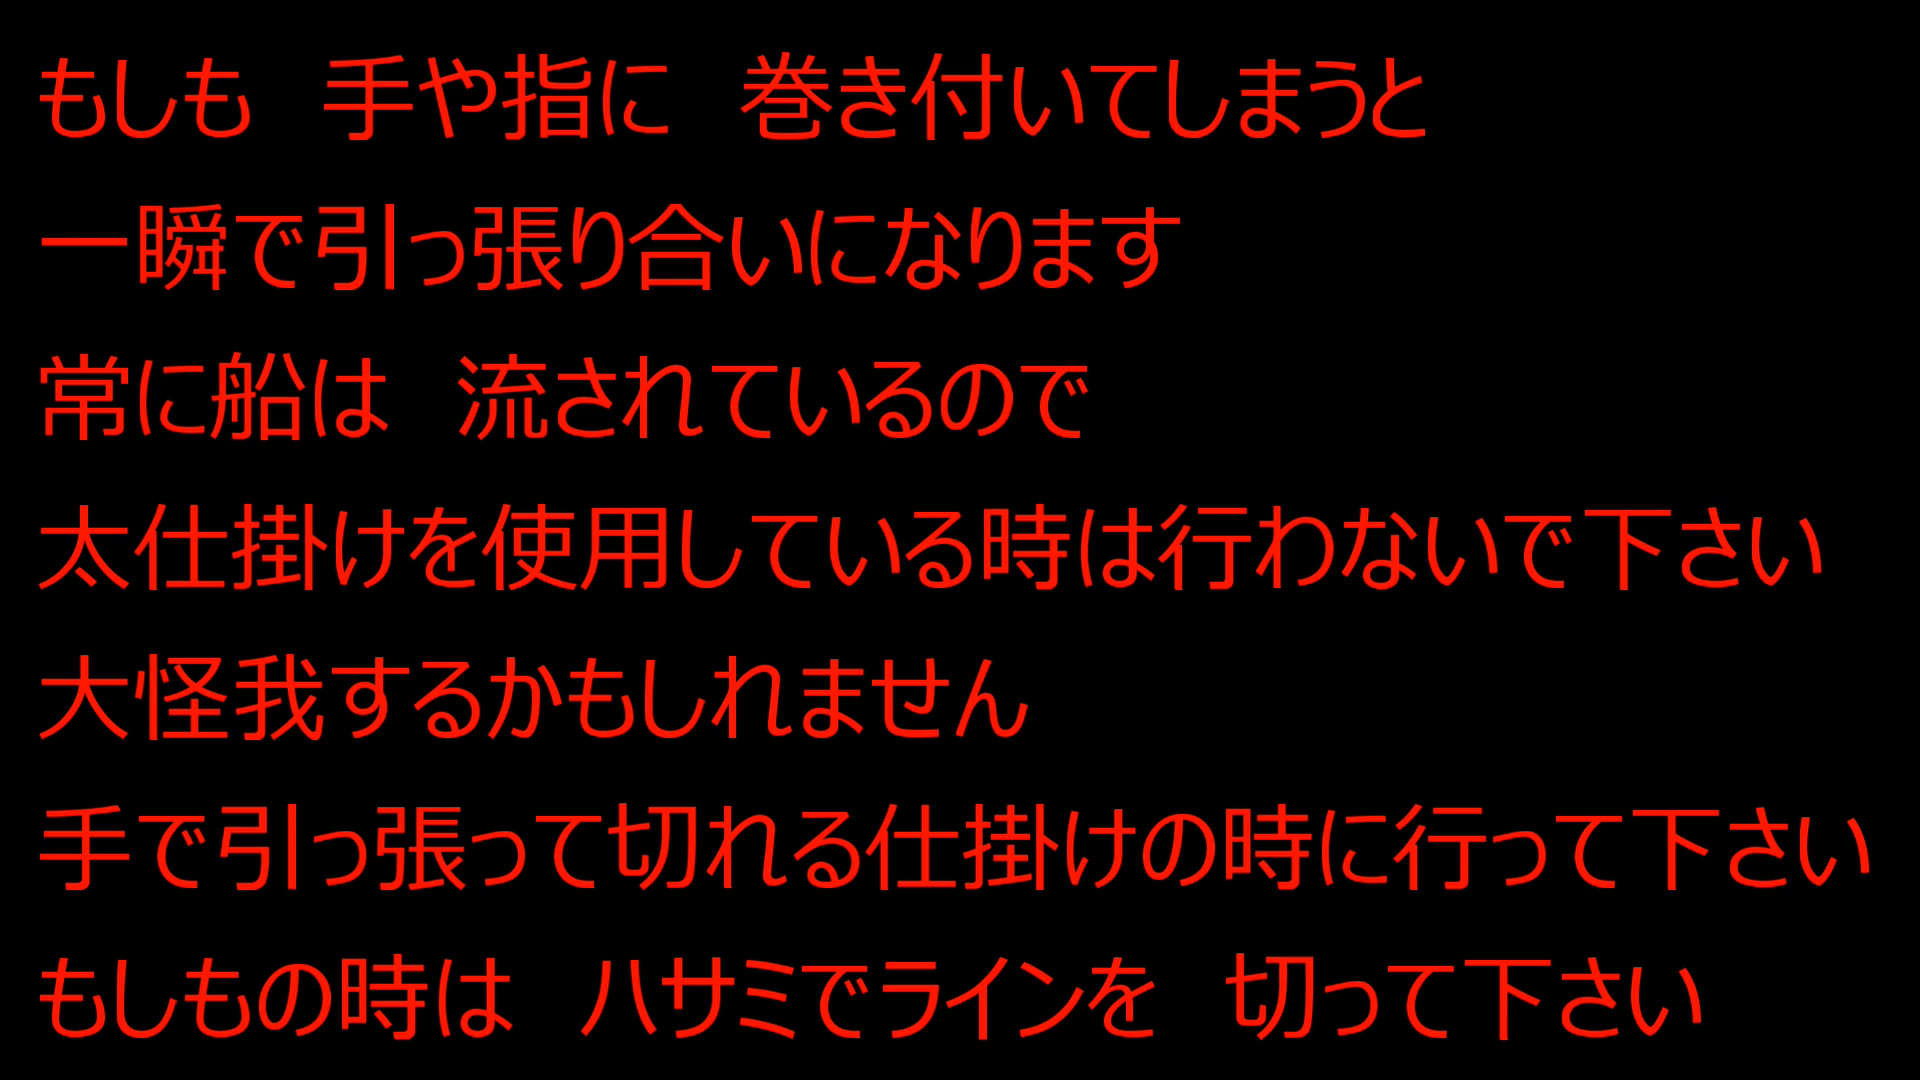 もしも　手や指に　巻き付いてしまうと
一瞬で引っ張り合いになります
常に船は　流されているので
太仕掛けを使用している時は行わないで下さい
大怪我するかもしれません
手で引っ張って切れる仕掛けの時に行って下さい
もしもの時は　ハサミでラインを　切って下さい